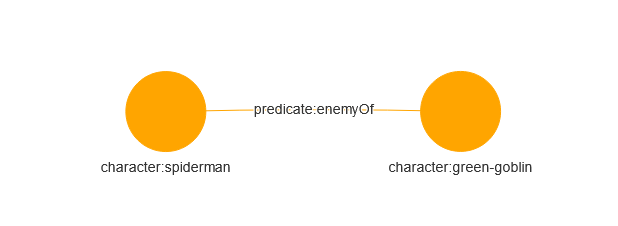 predicate:enemyOf
character:spiderman
character:green-goblin